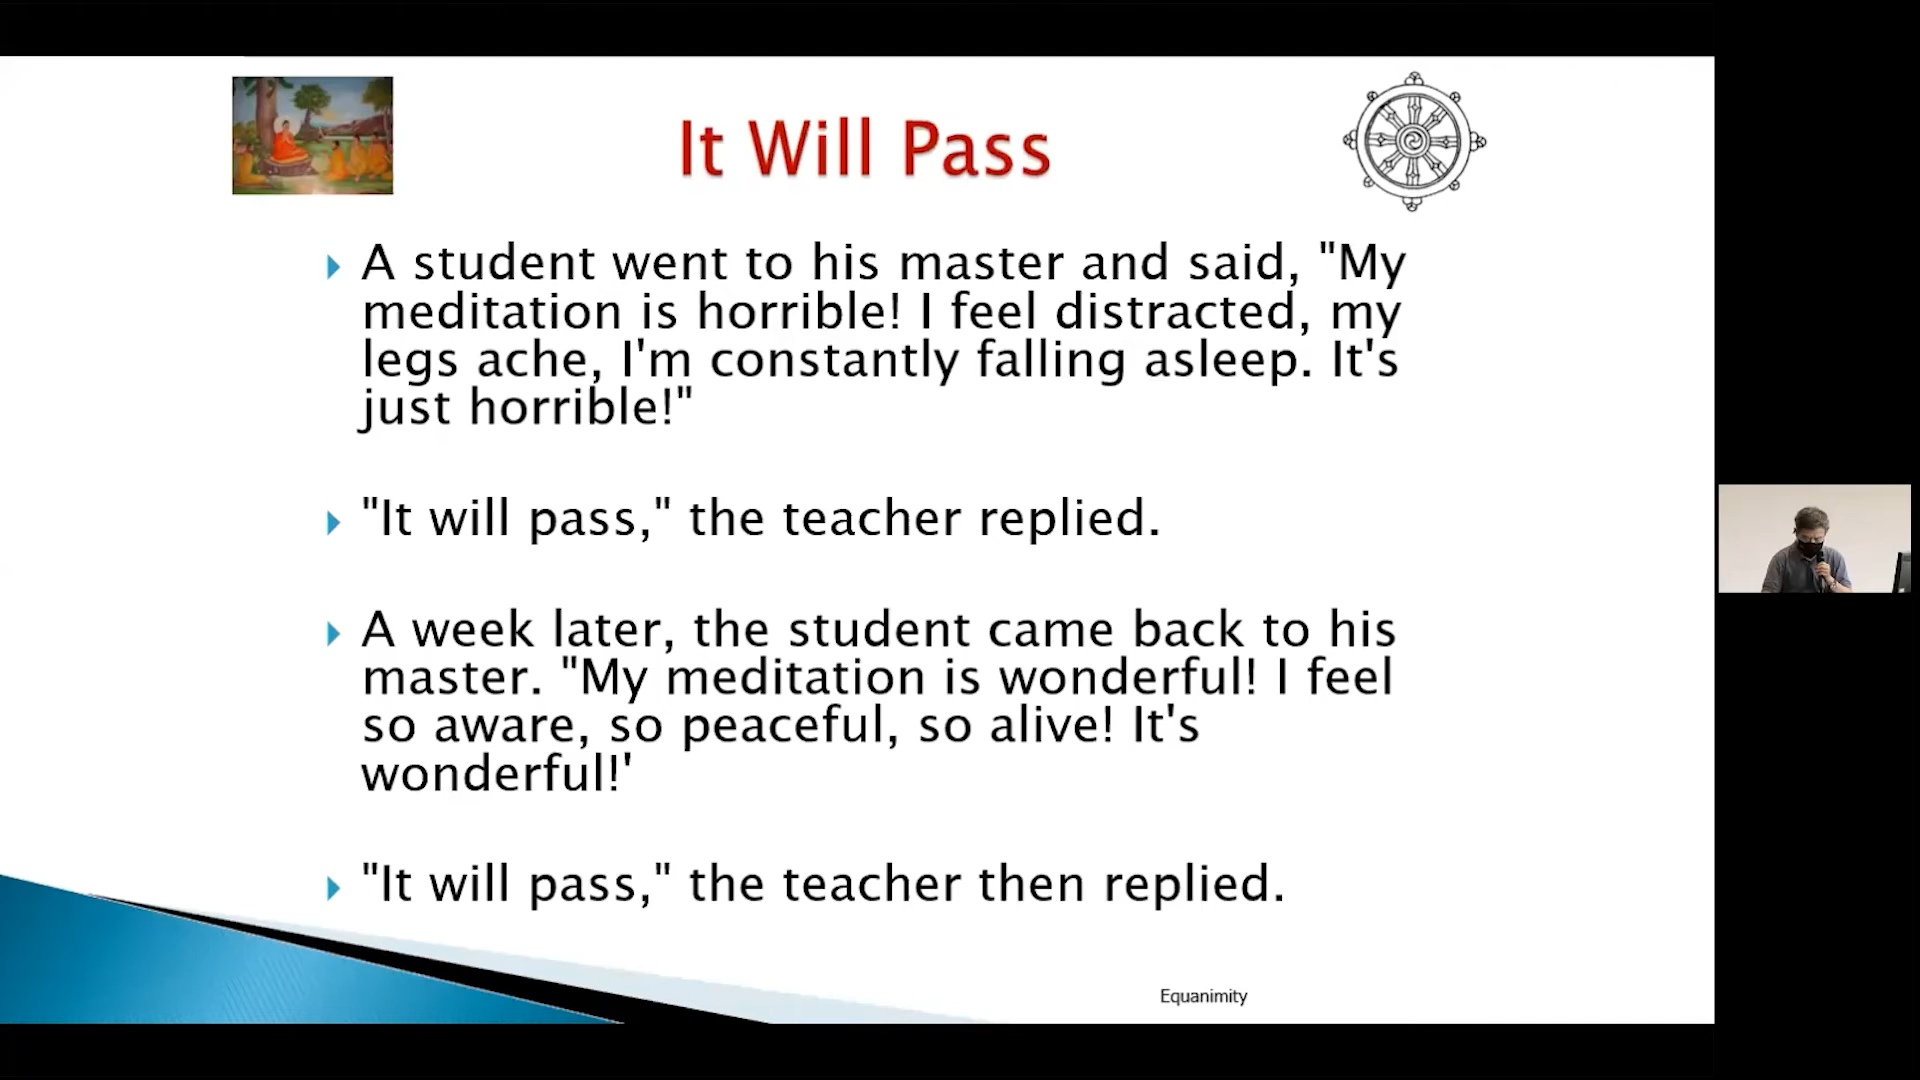 It Will Pass
A student went to his master and said, "My
meditation is horrible! I feel distracted, my
legs ache, I'm constantly falling asleep. It's
just horrible!"
"It will pass," the teacher replied.
A week later, the student came back to his
master. "My meditation is wonderful! I feel
so aware, so peaceful, so alive! It's
wonderful!'
"It will pass," the teacher then replied.
Equanimity